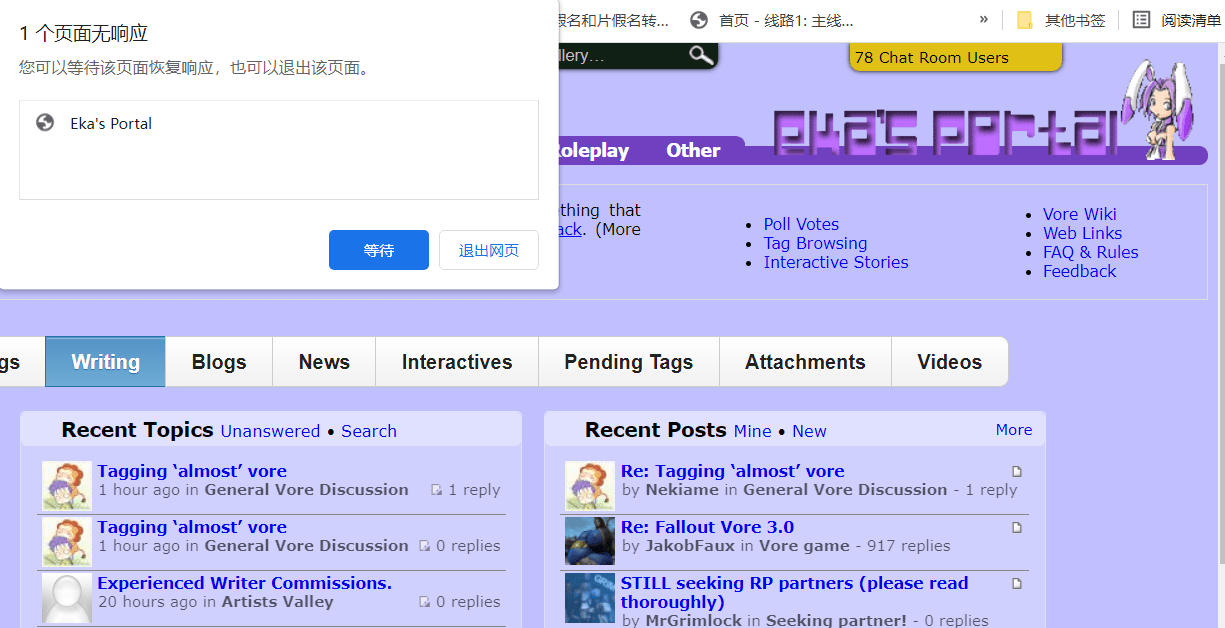 1 个页面无响应
您可以等待该页面恢复响应，也可以退出该页面。
Eka's Portal
等待
退出网页
假名和片假名转...
首页 - 线路1: 主线...
»
其他书签
阅读清单
llery...
78 Chat Room Users
eka's portal
Roleplay
Other
thing that
ack. (More
• Poll Votes
• Tag Browsing
• Interactive Stories
• Vore Wiki
• Web Links
• FAQ & Rules
• Feedback
gs
Writing
Blogs
News
Interactives
Pending Tags
Attachments
Videos
Recent Topics Unanswered • Search
Tagging ‘almost’ vore
1 hour ago in General Vore Discussion 1 reply
Tagging ‘almost’ vore
1 hour ago in General Vore Discussion 0 replies
Experienced Writer Commissions.
20 hours ago in Artists Valley 0 replies
Recent Posts Mine • New More
Re: Tagging ‘almost’ vore
by Nekiame in General Vore Discussion - 1 reply
Re: Fallout Vore 3.0
by JakobFaux in Vore game - 917 replies
STILL seeking RP partners (please read
thoroughly)
by MrGrimlock in Seeking partner! - 0 replies